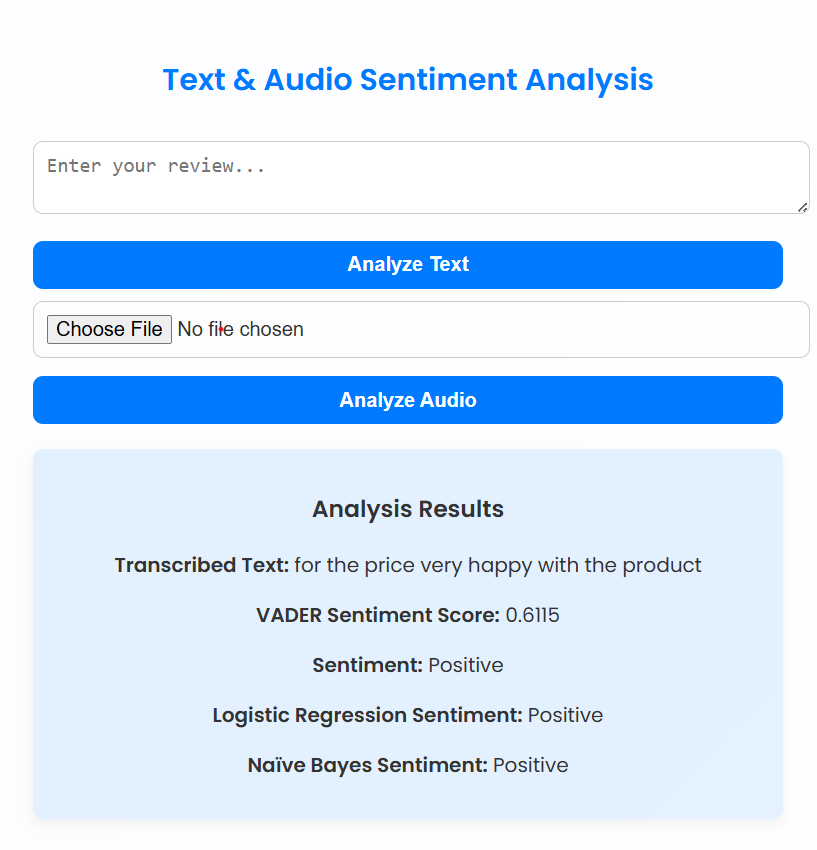 Text & Audio Sentiment Analysis
Enter your review...
Analyze Text
Choose File No file chosen
Analyze Audio
Analysis Results
Transcribed Text: for the price very happy with the product
VADER Sentiment Score: 0.6115
Sentiment: Positive
Logistic Regression Sentiment: Positive
Naïve Bayes Sentiment: Positive